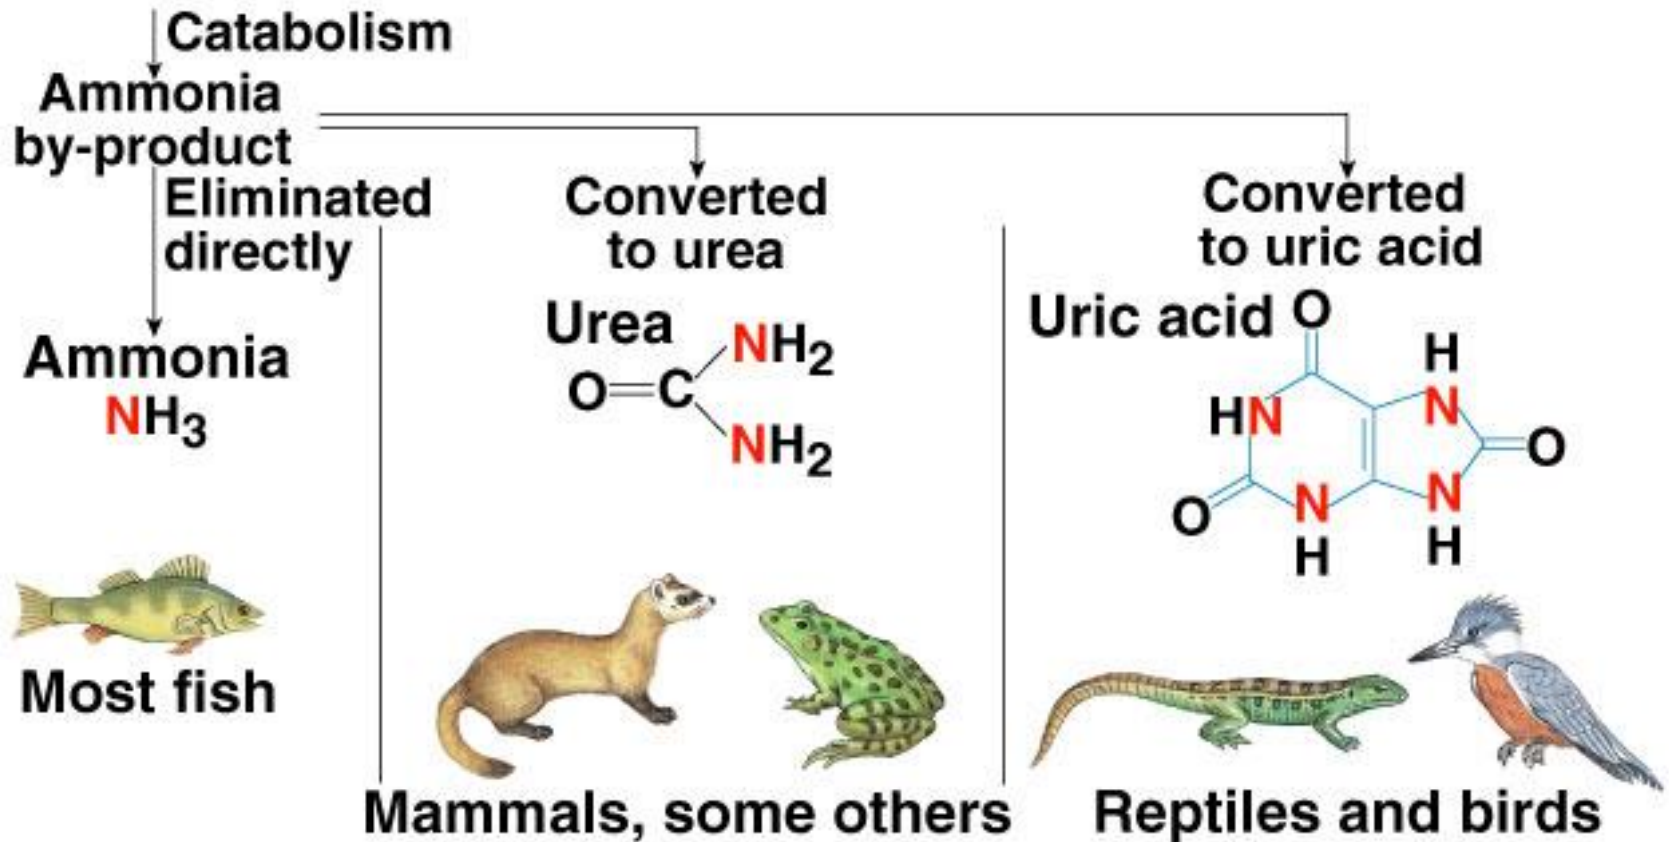 Catabolism
Ammonia
by-product
Eliminated
directly
Ammonia
NH3
Most fish
Converted
to urea
Urea
NH2
O=C
NH2
Mammals, some others
Converted
to uric acid
Uric acid O
H
HN N
O
O N N
H H
Reptiles and birds